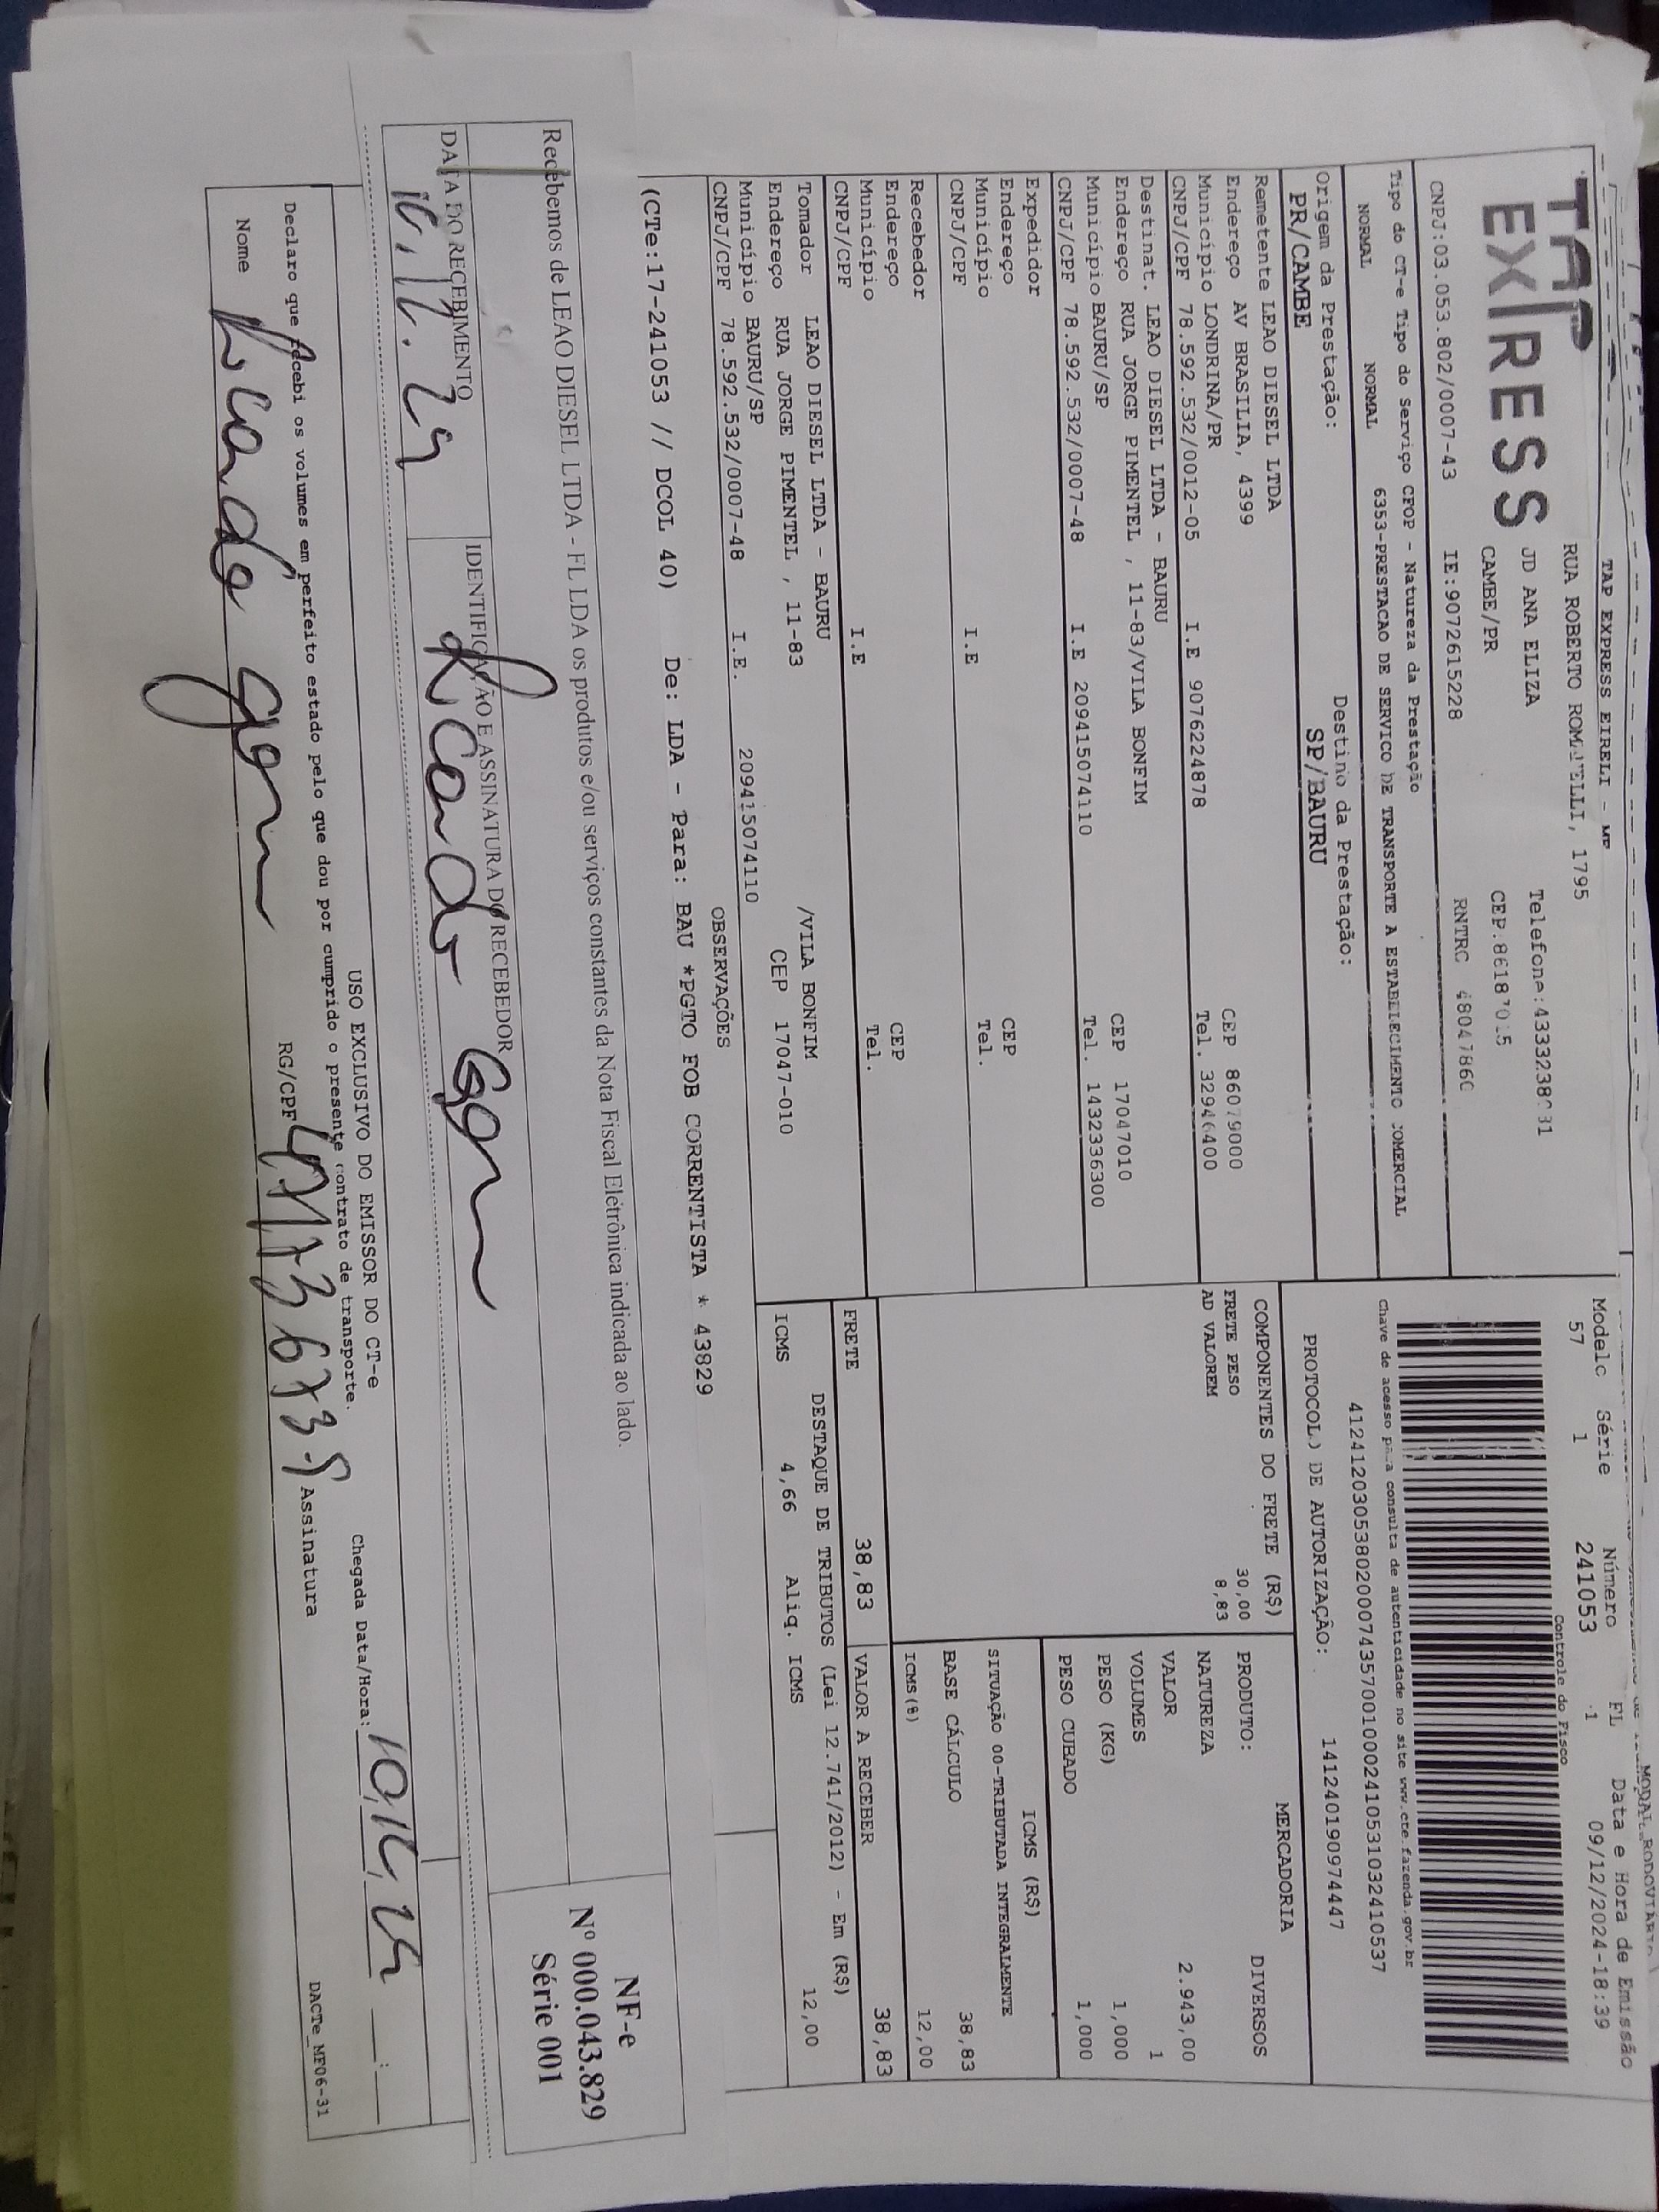 TAP EXPRESS EIRELI - MF
TAP
EXPRESS
RUA ROBERTO ROMANELLI, 1795
JD ANA ELIZA
CAMBE/PR
Telefone:4333238031
CEP.86187015
CNPJ:03.053.802/0007-43 IE:9072615228 RNTRC 48047860
MODAL RODOVIÁRIO
Modelo Série Número FL Data e Hora de Emissão
57 1 241053 1 09/12/2024-18:39
Controle do Fisco
Tipo do CT-e Tipo do Serviço CFOP - Natureza da Prestação
NORMAL NORMAL 6353-PRESTACAO DE SERVICO DE TRANSPORTE A ESTABELECIMENTO COMERCIAL
Chave de acesso para consulta de autenticidade no site www.cte.fazenda.gov.br
41241203053802000743570010002410531032410537
Origem da Prestação: Destino da Prestação:
PR/CAMBE SP/BAURU
PROTOCOLO DE AUTORIZAÇÃO: 141240190974447
Remetente LEAO DIESEL LTDA
Endereço AV BRASILIA, 4399 CEP 86079000
Município LONDRINA/PR Tel. 32946400
CNPJ/CPF 78.592.532/0012-05 I.E 9076224878
Destinat. LEAO DIESEL LTDA - BAURU
Endereço RUA JORGE PIMENTEL , 11-83/VILA BONFIM CEP 17047010
Município BAURU/SP Tel. 1432336300
CNPJ/CPF 78.592.532/0007-48 I.E 209415074110
Expedidor
Endereço CEP
Município Tel.
CNPJ/CPF I.E
Recebedor
Endereço CEP
Município Tel.
CNPJ/CPF I.E
Tomador LEAO DIESEL LTDA - BAURU
Endereço RUA JORGE PIMENTEL , 11-83 /VILA BONFIM
Município BAURU/SP CEP 17047-010
CNPJ/CPF 78.592.532/0007-48 I.E. 209415074110
COMPONENTES DO FRETE (R$)
FRETE PESO 30,00
AD VALOREM 8,83
MERCADORIA
PRODUTO: DIVERSOS
NATUREZA
VALOR 2.943,00
VOLUMES 1
PESO (KG) 1,000
PESO CUBADO 1,000
ICMS (R$)
SITUAÇÃO 00-TRIBUTADA INTEGRALMENTE
BASE CÁLCULO 38,83
ICMS(%) 12,00
FRETE 38,83 VALOR A RECEBER 38,83
DESTAQUE DE TRIBUTOS (Lei 12.741/2012) - Em (R$)
ICMS 4,66 Aliq. ICMS 12,00
OBSERVAÇÕES
(CTe:17-241053 // DCOL 40) De: LDA - Para: BAU *PGTO FOB CORRENTISTA * 43829
Recebemos de LEAO DIESEL LTDA - FL LDA os produtos e/ou serviços constantes da Nota Fiscal Eletrônica indicada ao lado.
NF-e
Nº 000.043.829
Série 001
DATA DO RECEBIMENTO IDENTIFICAÇÃO E ASSINATURA DO RECEBEDOR
Ricardo
USO EXCLUSIVO DO EMISSOR DO CT-e
Declaro que recebi os volumes em perfeito estado pelo que dou por cumprido o presente contrato de transporte.
Chegada Data/Hora: :
Nome Ricardo RG/CPF Assinatura
DACTe_MF06-31